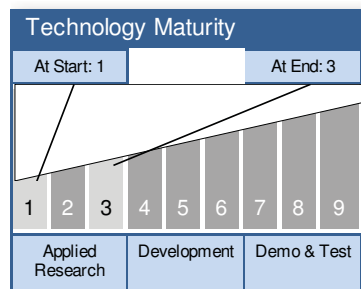 Technology Maturity
At Start: 1
At End: 3
1 2 3 4 5 6 7 8 9
Applied
Research
Development
Demo & Test